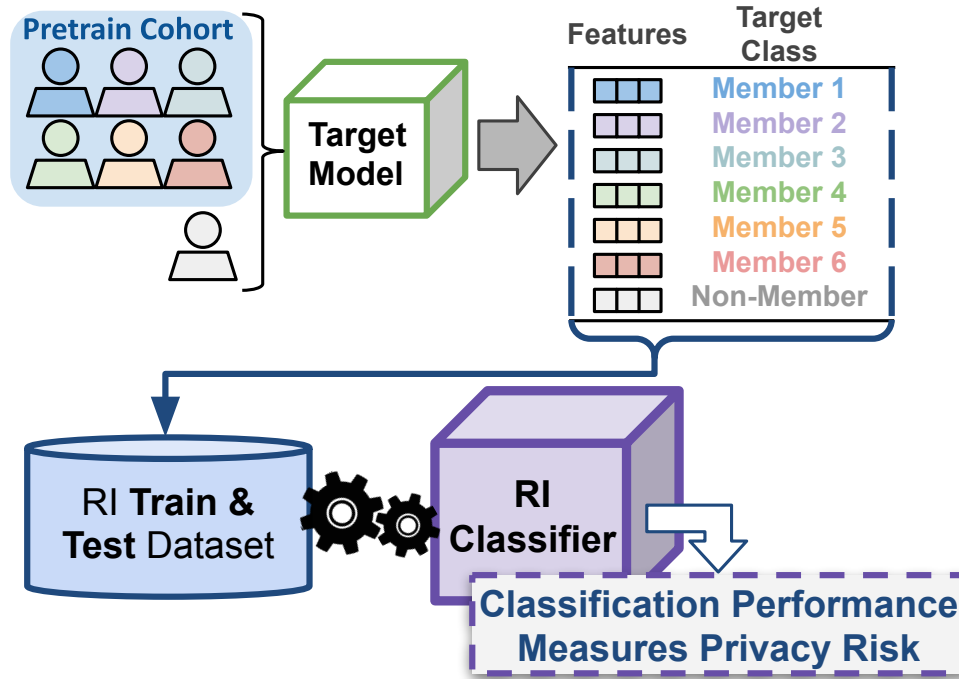 Pretrain Cohort
Target
Model
Features
Target
Class
Member 1
Member 2
Member 3
Member 4
Member 5
Member 6
Non-Member
RI Train &
Test Dataset
RI
Classifier
Classification Performance
Measures Privacy Risk